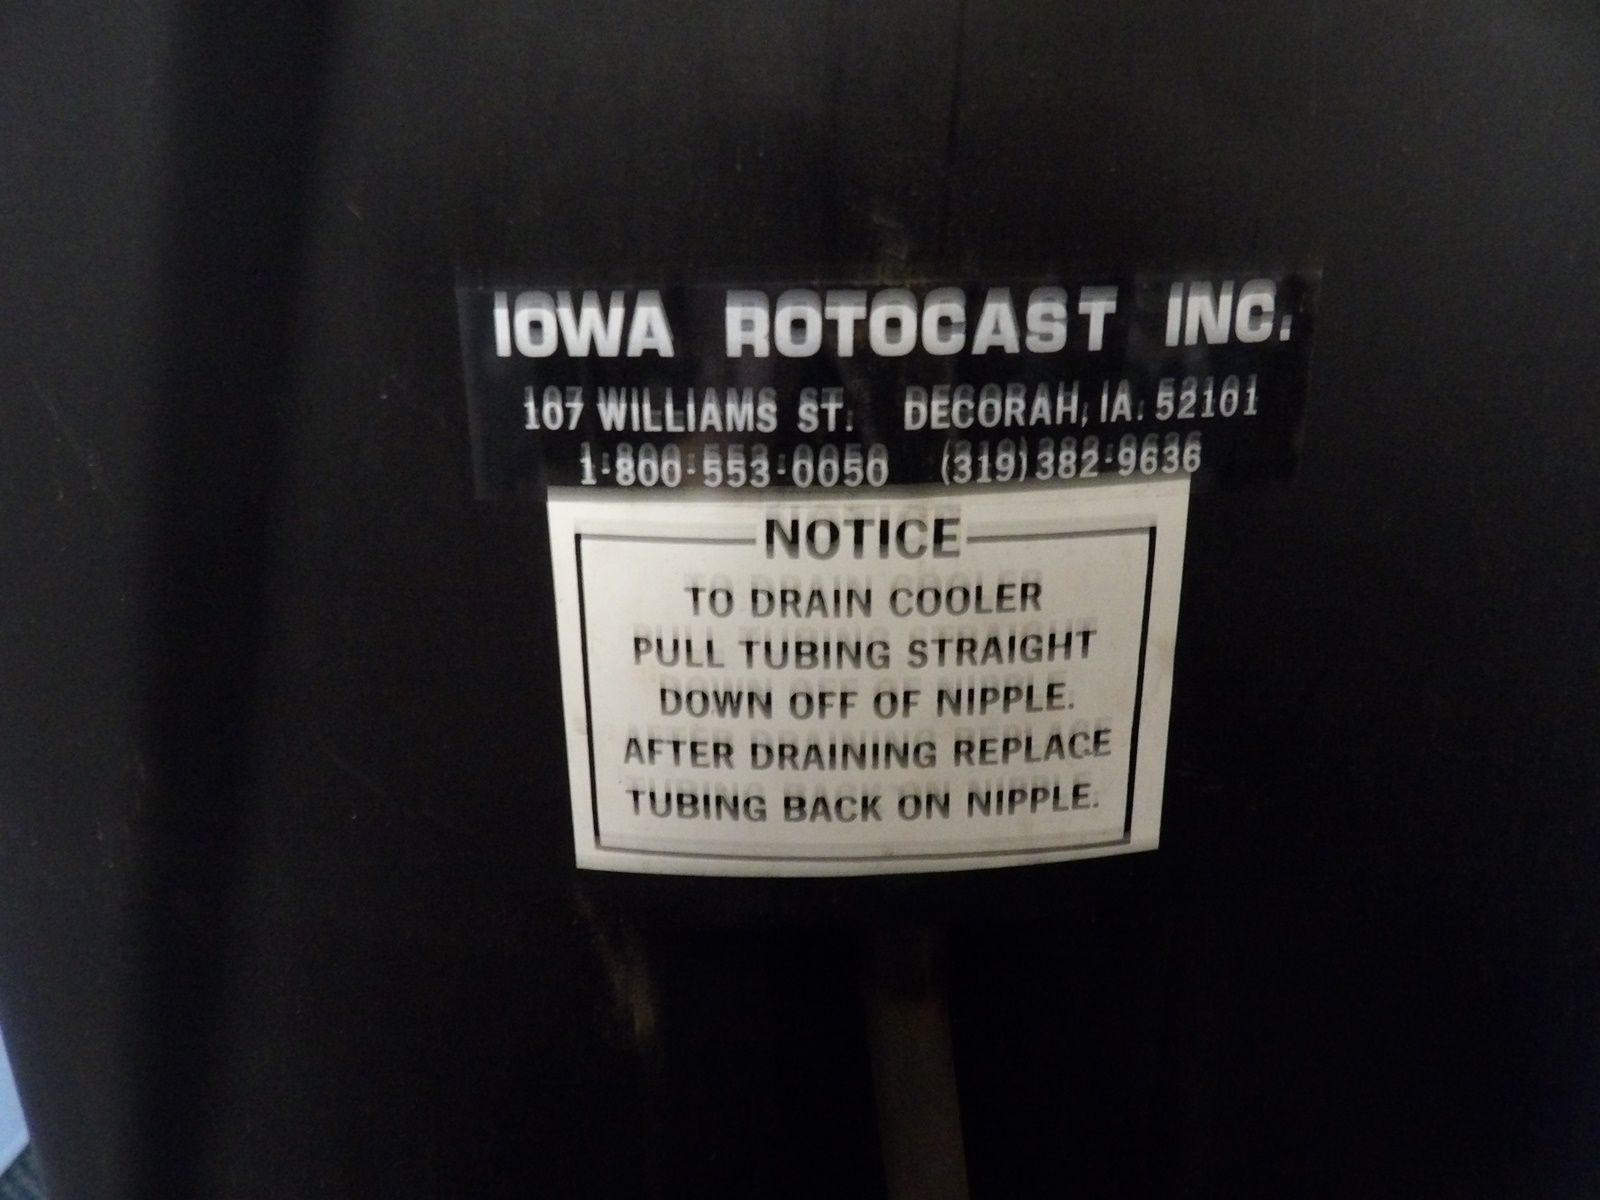 IOWA ROTOCAST INC.
107 WILLIAMS ST. DECORAH, IA. 52101
1-800-553-0050 (319) 382-9636
NOTICE
TO DRAIN COOLER
PULL TUBING STRAIGHT
DOWN OFF OF NIPPLE.
AFTER DRAINING REPLACE
TUBING BACK ON NIPPLE.